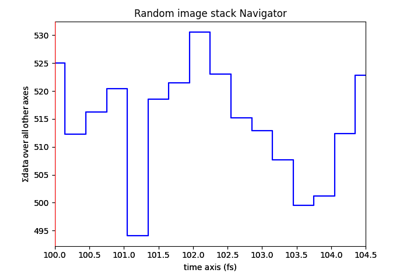 Random image stack Navigator
530
525
520
515
510
505
500
495
Σdata over all other axes
100.0 100.5 101.0 101.5 102.0 102.5 103.0 103.5 104.0 104.5
time axis (fs)